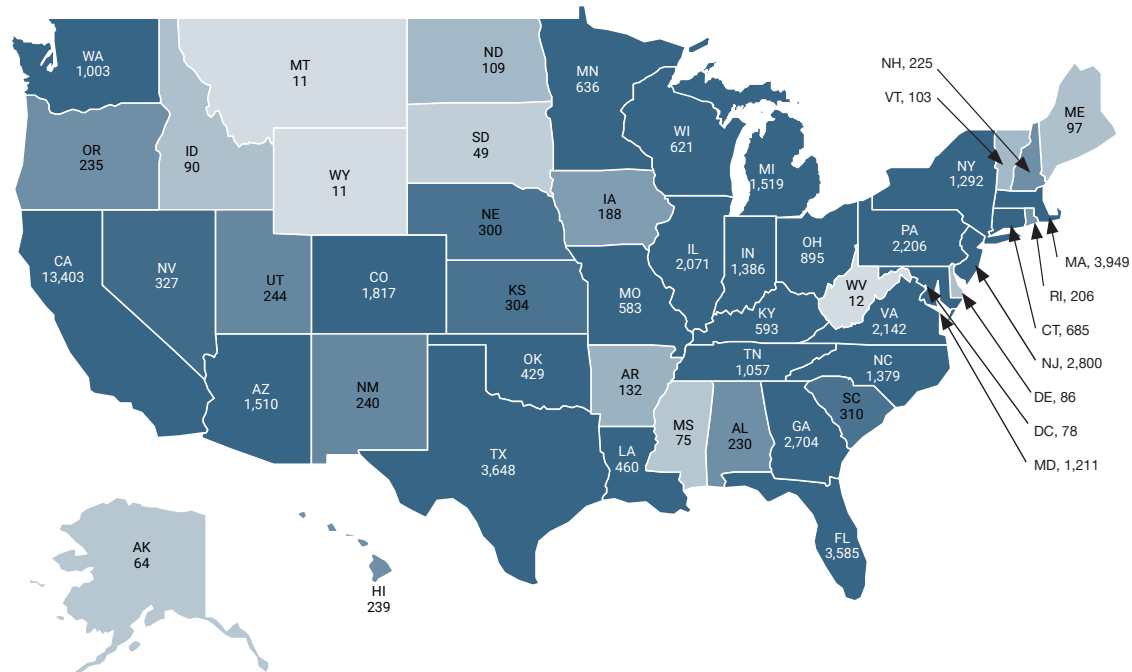 WA
1,003
MT
11
ND
109
MN
636
NH, 225
VT, 103
ME
97
OR
235
ID
90
SD
49
WI
621
WY
11
MI
1,519
NY
1,292
IA
188
NE
300
PA
2,206
CA
13,403
NV
327
UT
244
CO
1,817
IL
2,071
IN
1,386
OH
895
MA, 3,949
KS
304
MO
583
WV
12
RI, 206
KY
593
VA
2,142
CT, 685
TN
1,057
NC
1,379
NJ, 2,800
OK
429
AR
132
AZ
1,510
NM
240
SC
310
DE, 86
MS
75
AL
230
GA
2,704
DC, 78
TX
3,648
LA
460
MD, 1,211
AK
64
FL
3,585
HI
239